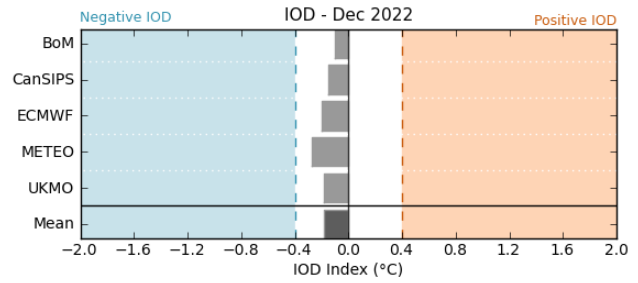 IOD - Dec 2022
Negative IOD
Positive IOD
BoM
CanSIPS
ECMWF
METEO
UKMO
Mean
−2.0 −1.6 −1.2 −0.8 −0.4 0.0 0.4 0.8 1.2 1.6 2.0
IOD Index (°C)